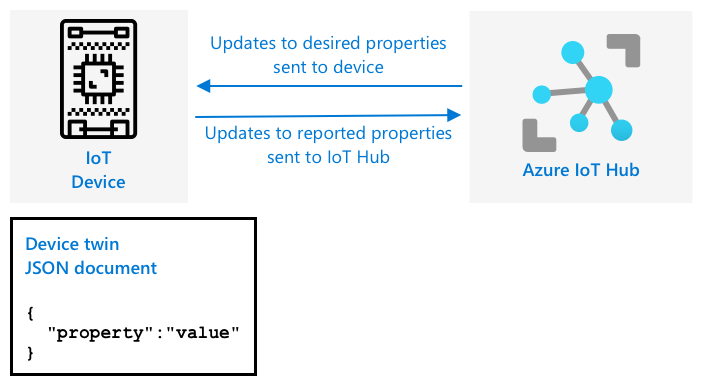 Updates to desired properties
sent to device
Updates to reported properties
sent to IoT Hub
IoT
Device
Azure IoT Hub
Device twin
JSON document
{
"property":"value"
}